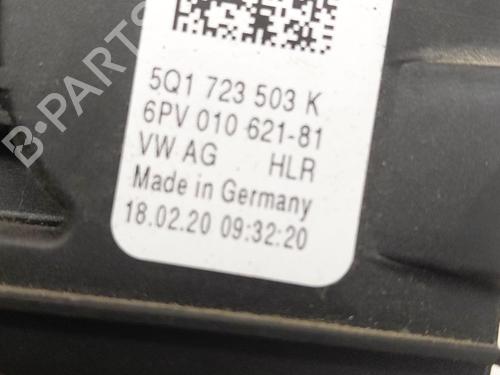 5Q1 723 503 K
6PV 010 621-81
VW AG HLR
Made in Germany
18.02.20 09:32:20